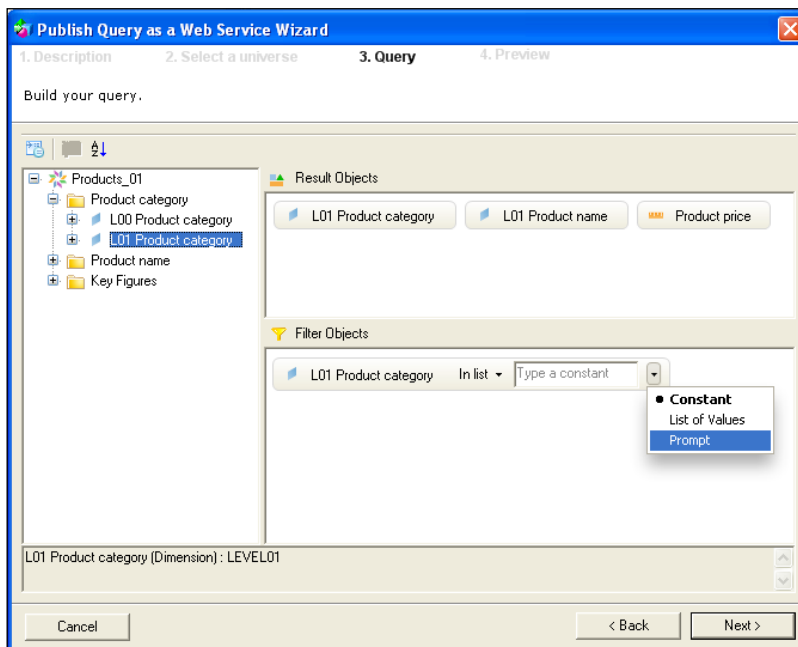 Publish Query as a Web Service Wizard
1. Description 2. Select a universe 3. Query 4. Preview
Build your query.
Products_01
Product category
L00 Product category
L01 Product category
Product name
Key Figures
Result Objects
L01 Product category L01 Product name Product price
Filter Objects
L01 Product category In list Type a constant
Constant
List of Values
Prompt
L01 Product category (Dimension) : LEVEL01
Cancel < Back Next >